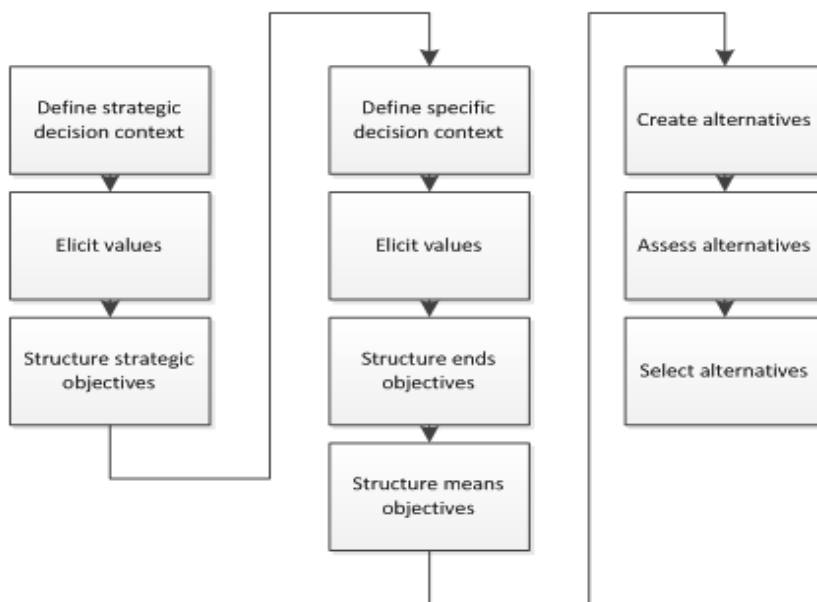 Define strategic
decision context
Elicit values
Structure strategic
objectives
Define specific
decision context
Elicit values
Structure ends
objectives
Structure means
objectives
Create alternatives
Assess alternatives
Select alternatives